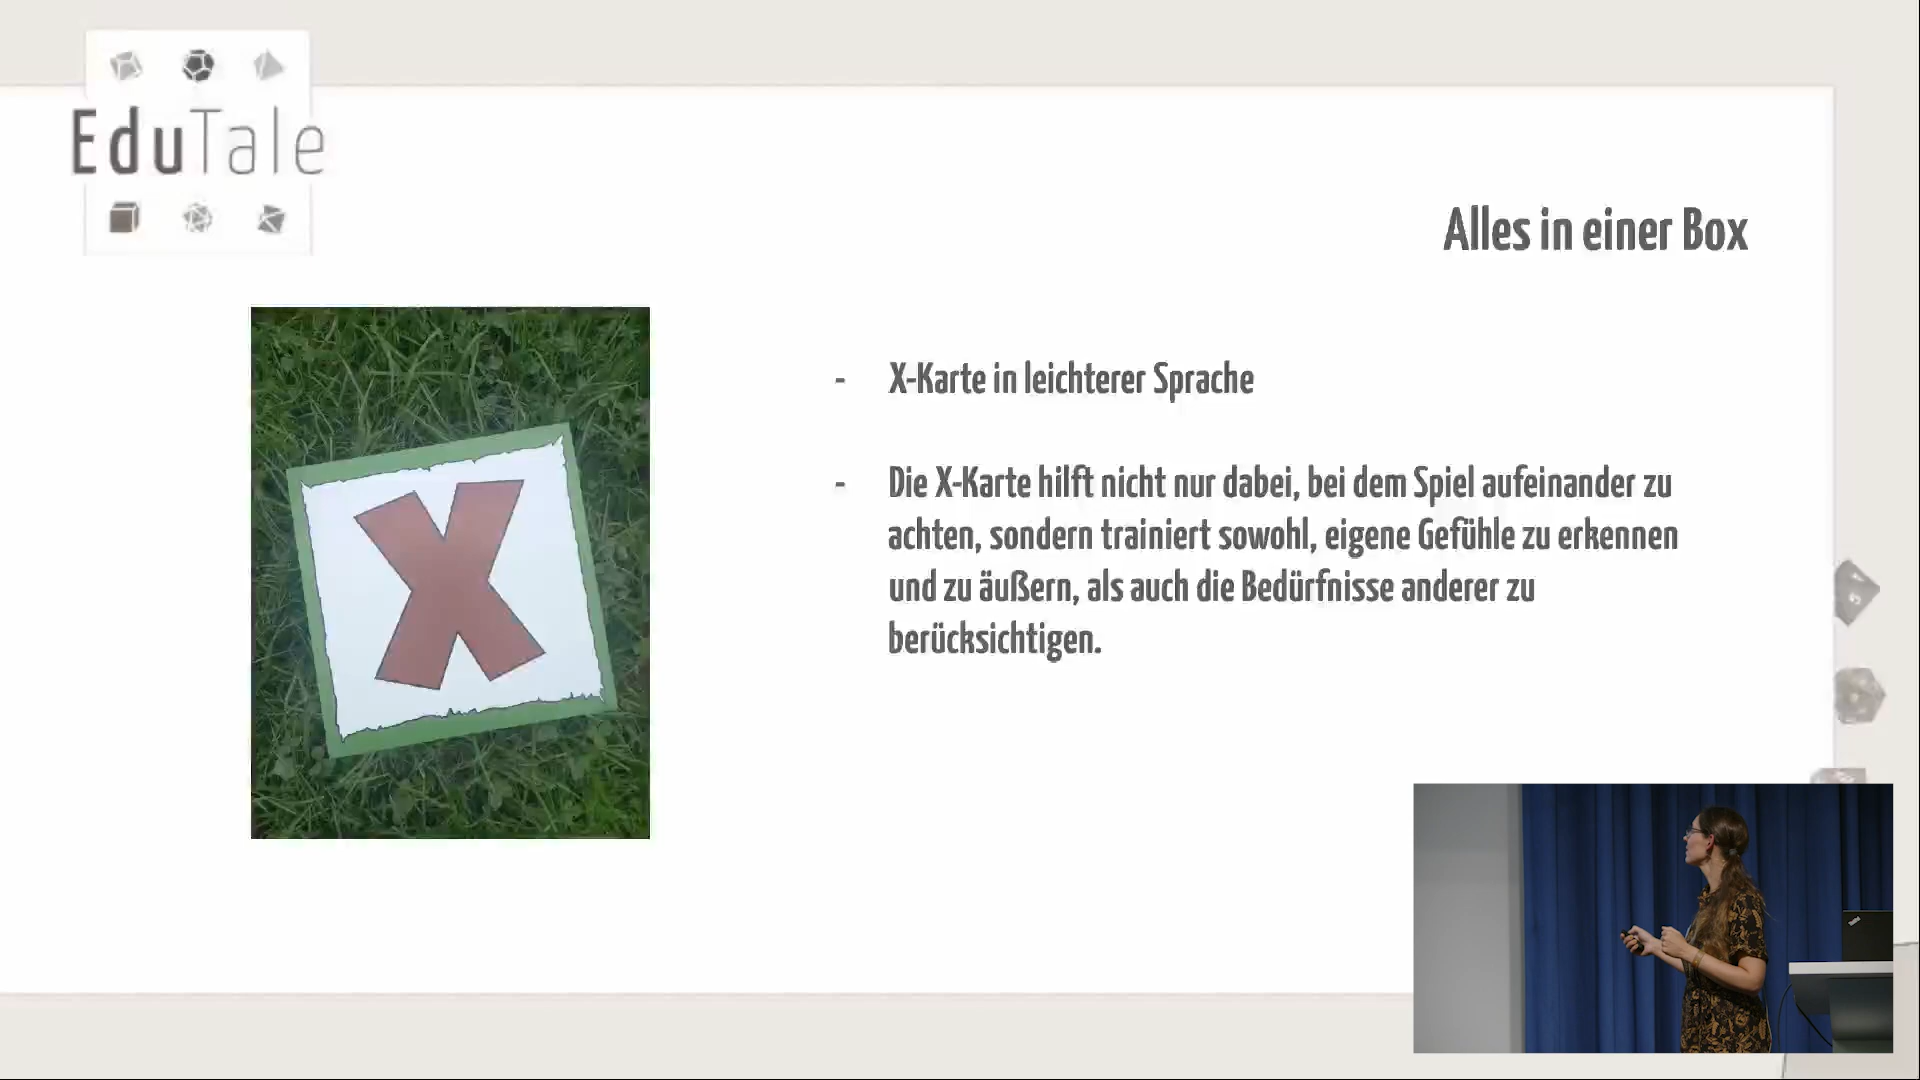 EduTale
Alles in einer Box
X
- X-Karte in leichterer Sprache
- Die X-Karte hilft nicht nur dabei, bei dem Spiel aufeinander zu
achten, sondern trainiert sowohl, eigene Gefühle zu erkennen
und zu äußern, als auch die Bedürfnisse anderer zu
berücksichtigen.